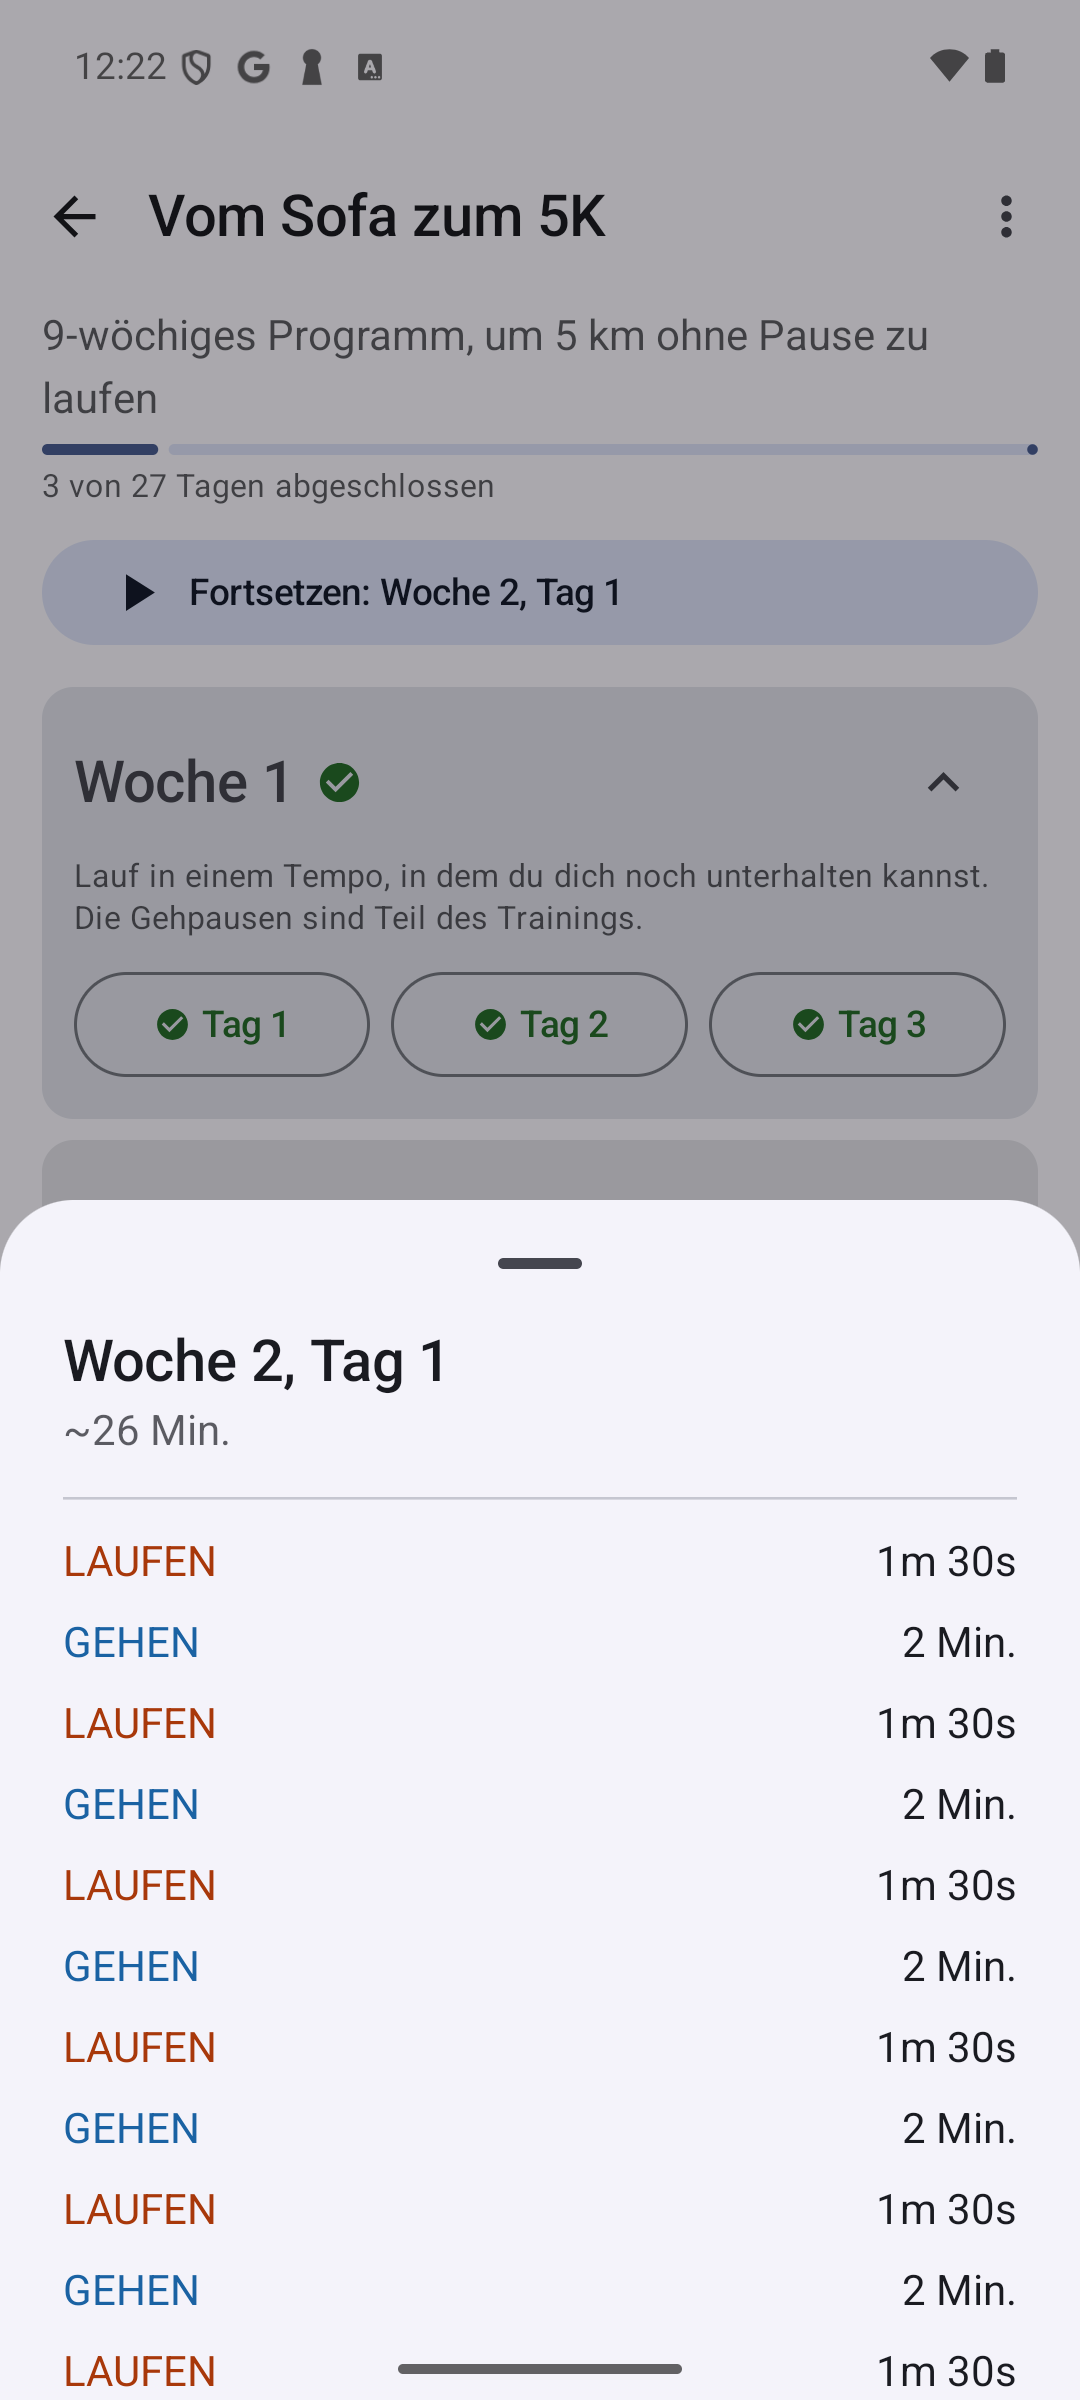 12:22
Vom Sofa zum 5K
9-wöchiges Programm, um 5 km ohne Pause zu
laufen
3 von 27 Tagen abgeschlossen
Fortsetzen: Woche 2, Tag 1
Woche 1
Lauf in einem Tempo, in dem du dich noch unterhalten kannst.
Die Gehpausen sind Teil des Trainings.
Tag 1 Tag 2 Tag 3
Woche 2, Tag 1
~26 Min.
LAUFEN 1m 30s
GEHEN 2 Min.
LAUFEN 1m 30s
GEHEN 2 Min.
LAUFEN 1m 30s
GEHEN 2 Min.
LAUFEN 1m 30s
GEHEN 2 Min.
LAUFEN 1m 30s
GEHEN 2 Min.
LAUFEN 1m 30s